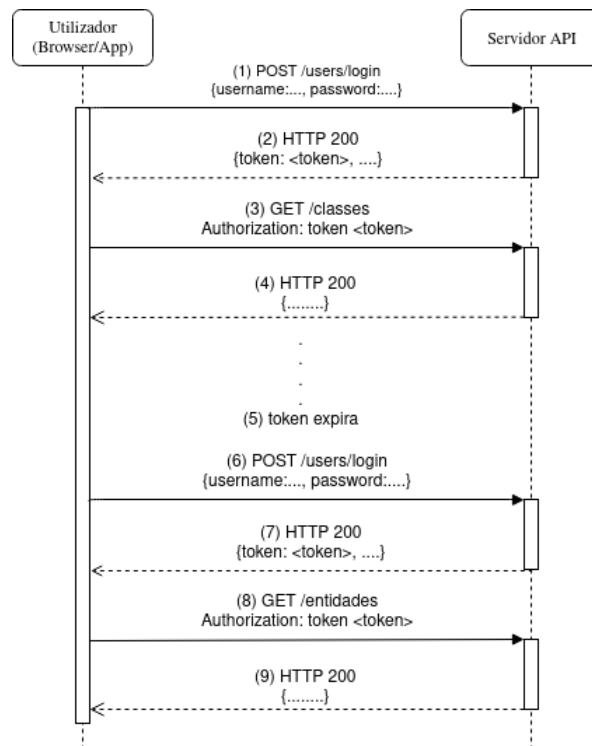 Utilizador
(Browser/App)
Servidor API
(1) POST /users/login
{username:..., password:....}
(2) HTTP 200
{token: <token>, ....}
(3) GET /classes
Authorization: token <token>
(4) HTTP 200
{........}
.
.
.
.
(5) token expira
(6) POST /users/login
{username:..., password:....}
(7) HTTP 200
{token: <token>, ....}
(8) GET /entidades
Authorization: token <token>
(9) HTTP 200
{........}